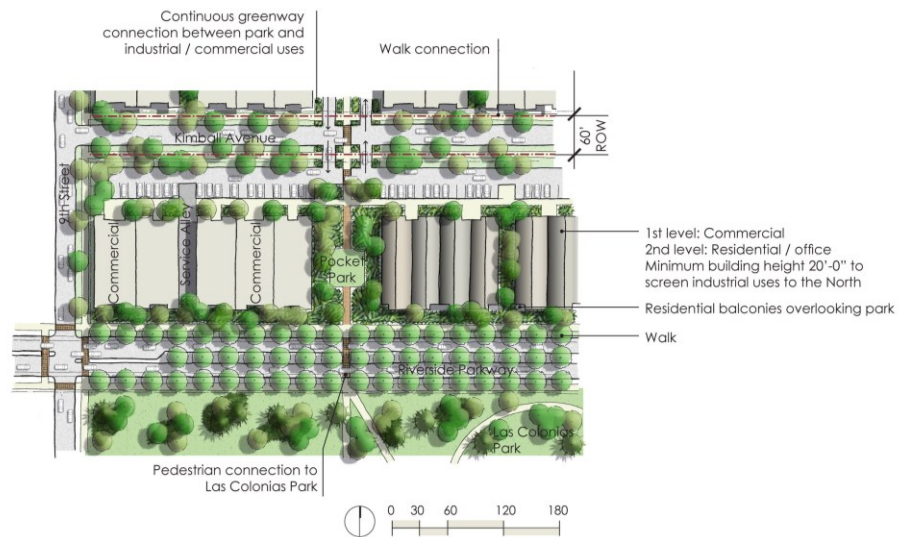 Continuous greenway
connection between park and
industrial / commercial uses
Walk connection
Kimball Avenue
60'
ROW
9th Street
Commercial
Service Alley
Commercial
Pocket
Park
1st level: Commercial
2nd level: Residential / office
Minimum building height 20'-0” to
screen industrial uses to the North
Residential balconies overlooking park
Walk
Riverside Parkway
Las Colonias
Park
Pedestrian connection to
Las Colonias Park
0 30 60 120 180